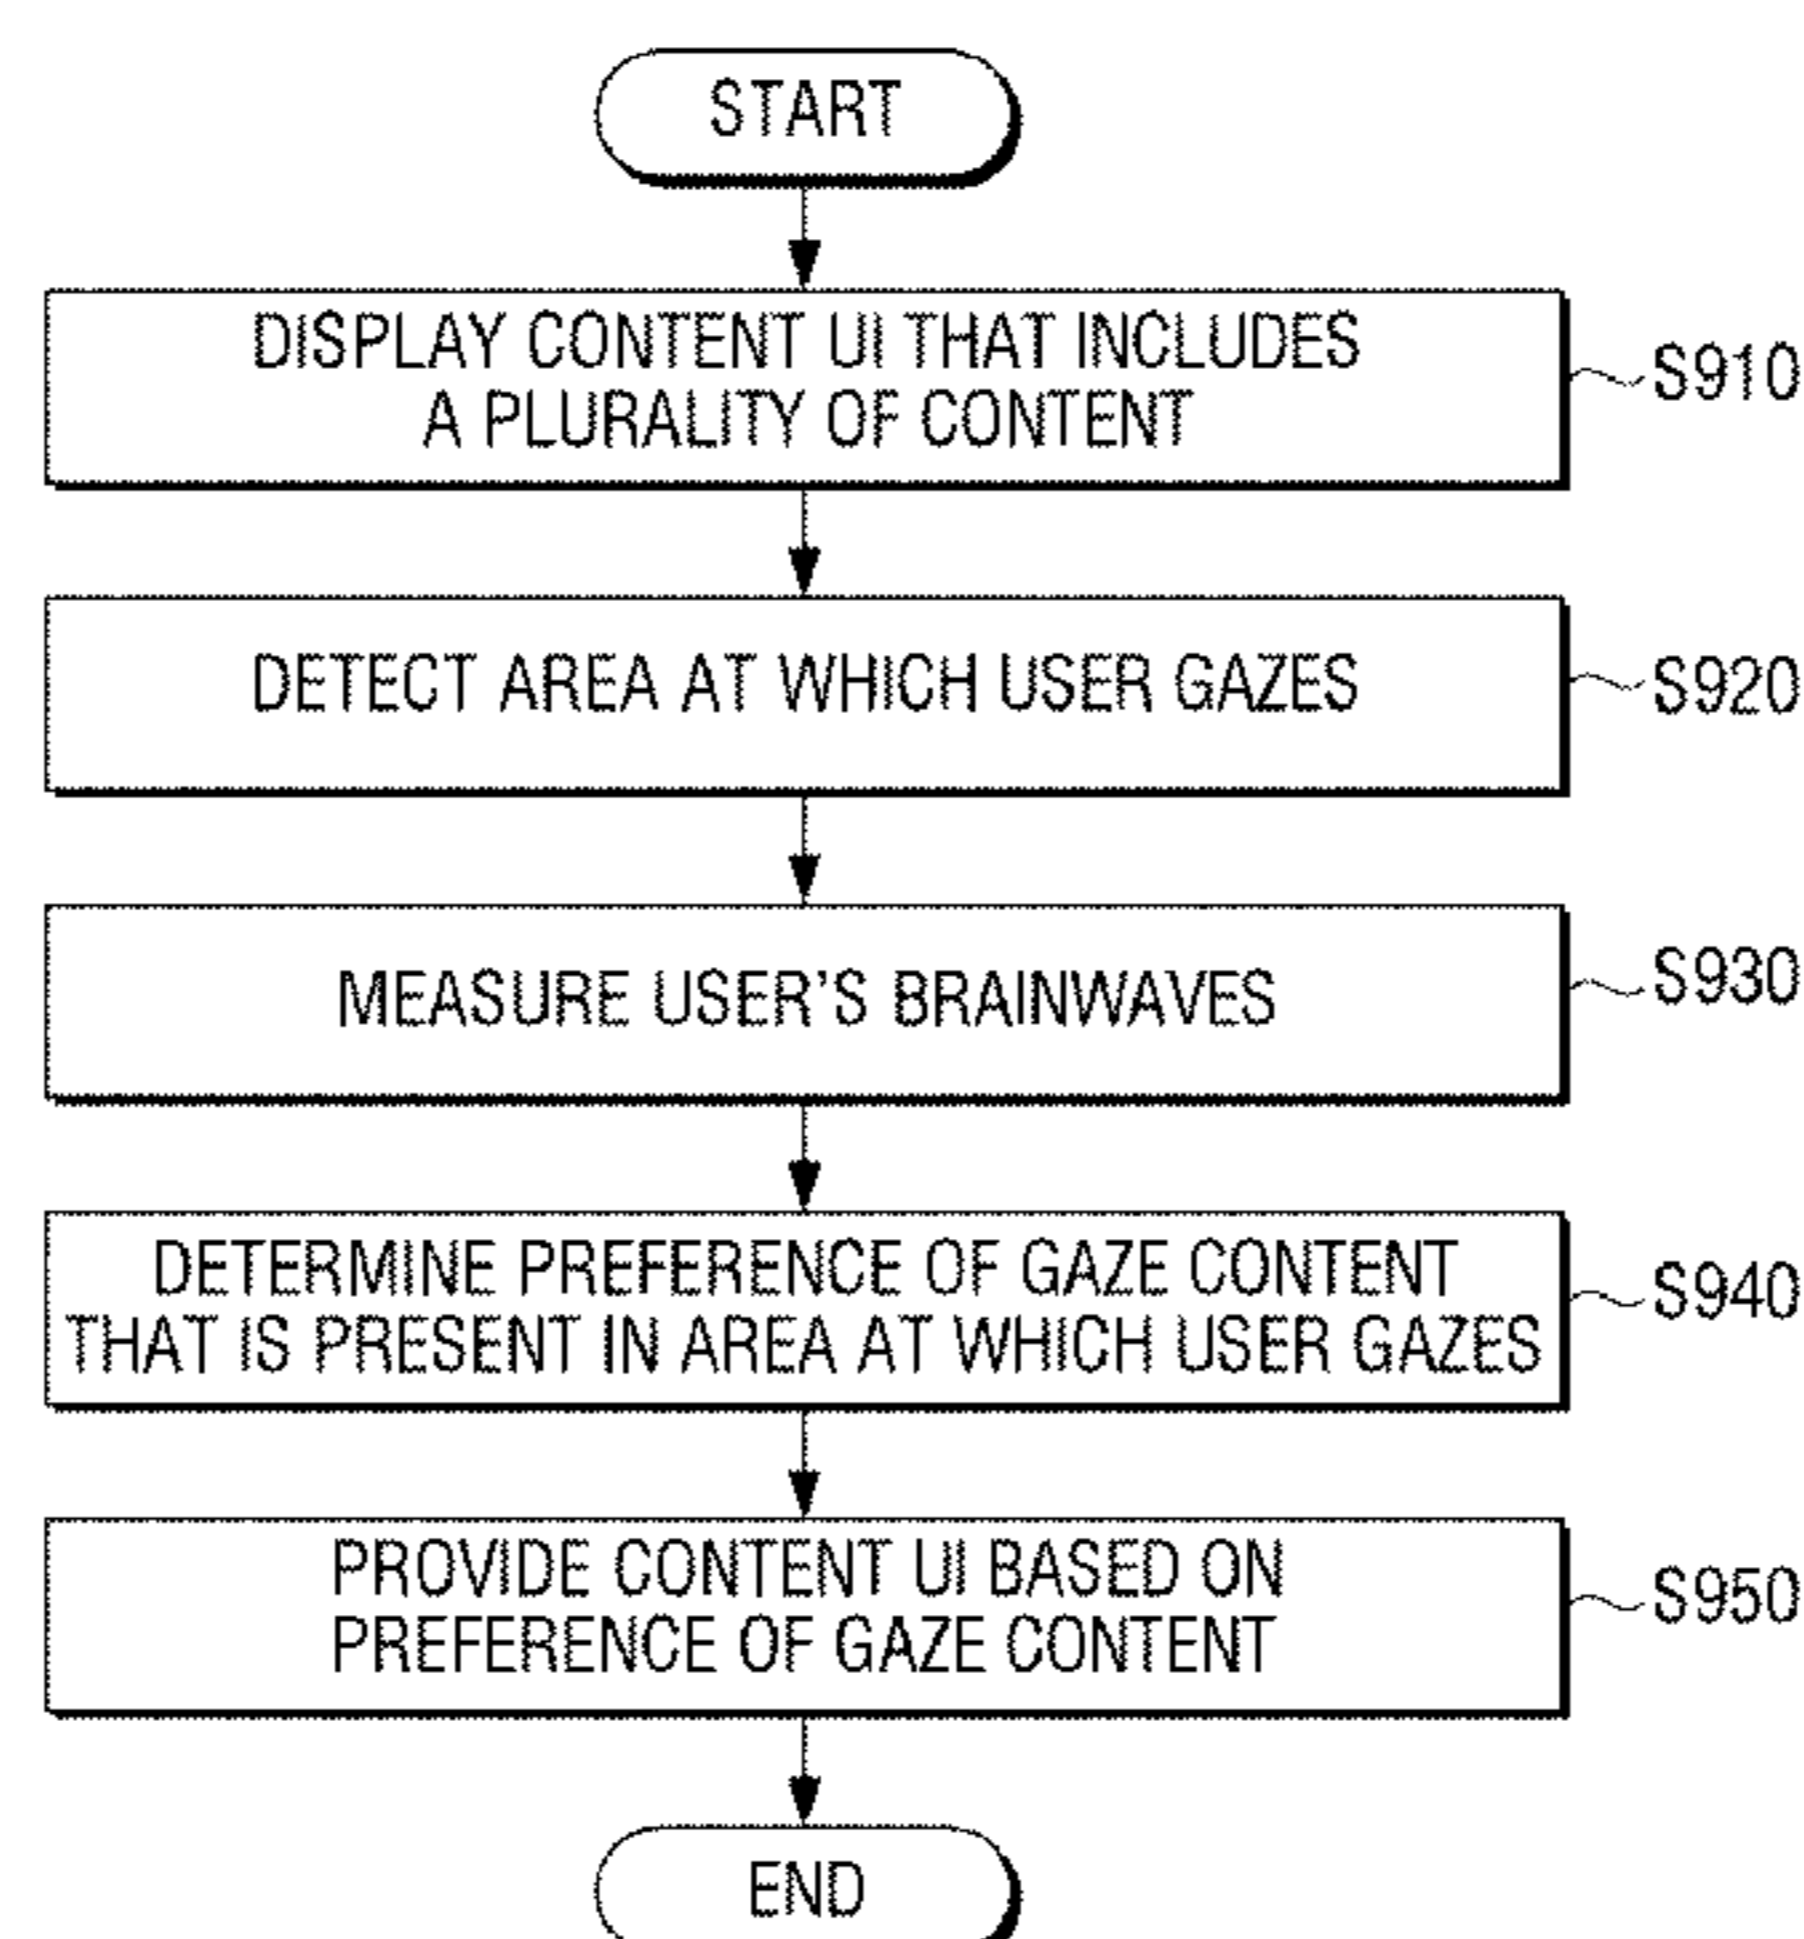 START
DISPLAY CONTENT UI THAT INCLUDES
A PLURALITY OF CONTENT
S910
DETECT AREA AT WHICH USER GAZES
S920
MEASURE USER'S BRAINWAVES
S930
DETERMINE PREFERENCE OF GAZE CONTENT
THAT IS PRESENT IN AREA AT WHICH USER GAZES
S940
PROVIDE CONTENT UI BASED ON
PREFERENCE OF GAZE CONTENT
S950
END